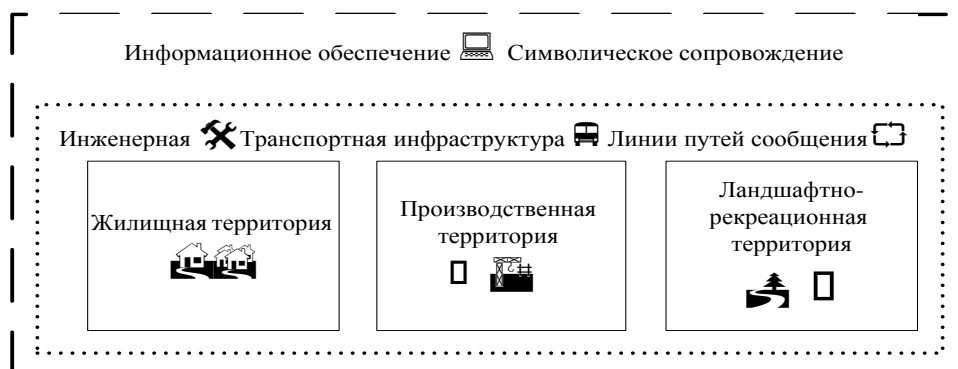 Информационное обеспечение Символическое сопровождение
Инженерная Транспортная инфраструктура Линии путей сообщения
Жилищная территория
Производственная
территория
Ландшафтно-
рекреационная
территория